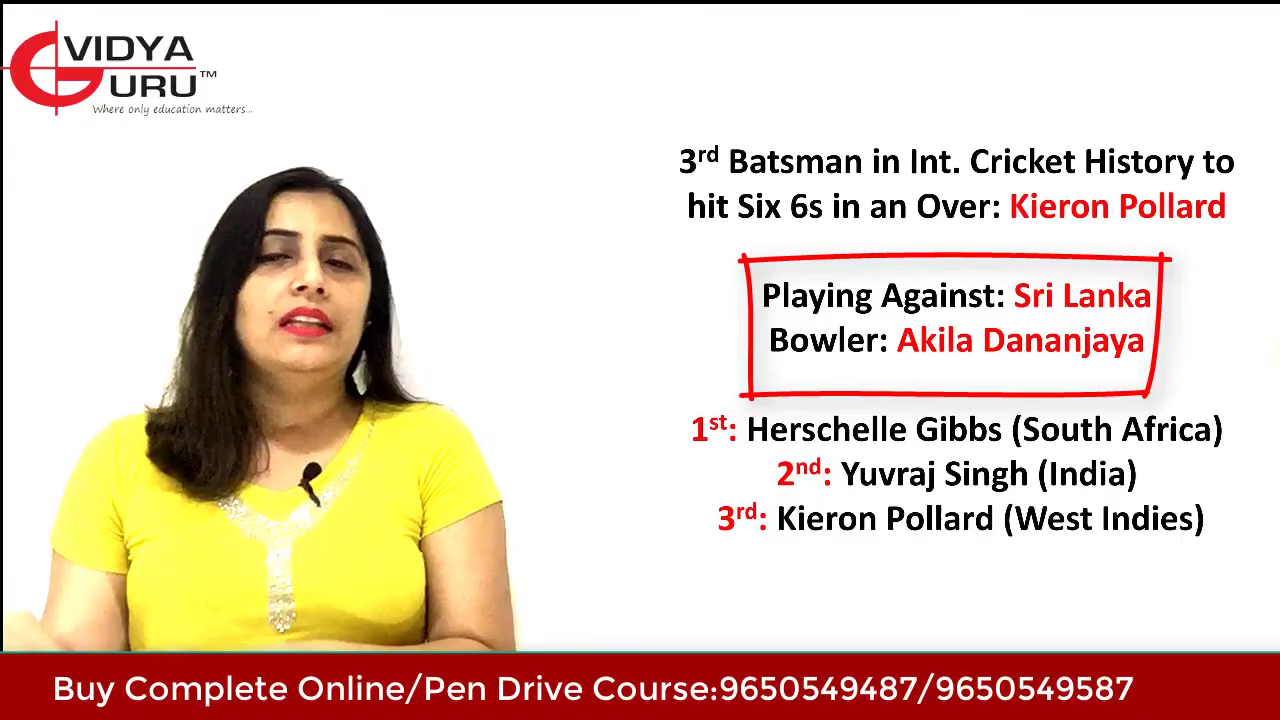 VIDYA
GURU™
Where only education matters...
3rd Batsman in Int. Cricket History to
hit Six 6s in an Over: Kieron Pollard
Playing Against: Sri Lanka
Bowler: Akila Dananjaya
1st: Herschelle Gibbs (South Africa)
2nd: Yuvraj Singh (India)
3rd: Kieron Pollard (West Indies)
Buy Complete Online/Pen Drive Course:9650549487/9650549587